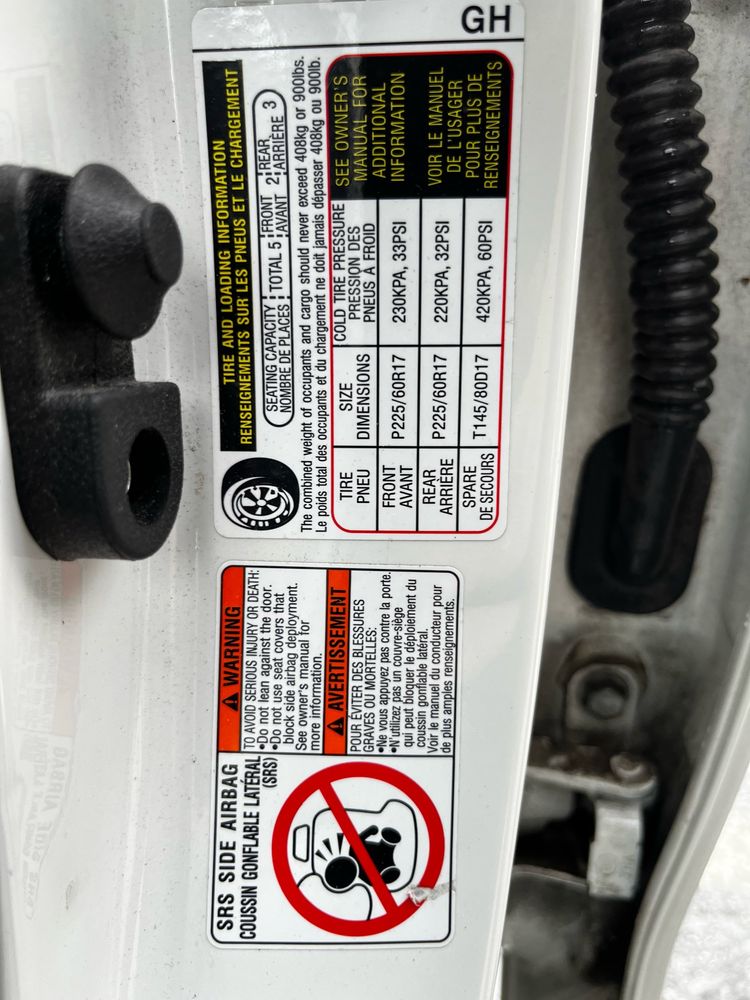 GH
TIRE AND LOADING INFORMATION
RENSEIGNEMENTS SUR LES PNEUS ET LE CHARGEMENT
SEATING CAPACITY TOTAL 5 FRONT 2 REAR 3
NOMBRE DE PLACES AVANT ARRIÈRE
The combined weight of occupants and cargo should never exceed 408kg or 900lbs.
Le poids total des occupants et du chargement ne doit jamais dépasser 408kg ou 900lb.
TIRE
PNEU
SIZE
DIMENSIONS
COLD TIRE PRESSURE
PRESSION DES
PNEUS À FROID
FRONT
AVANT
P225/60R17
230KPA, 33PSI
REAR
ARRIÈRE
P225/60R17
220KPA, 32PSI
SPARE
DE SECOURS
T145/80D17
420KPA, 60PSI
SEE OWNER'S
MANUAL FOR
ADDITIONAL
INFORMATION
VOIR LE MANUEL
DE L'USAGER
POUR PLUS DE
RENSEIGNEMENTS
SRS SIDE AIRBAG
COUSSIN GONFLABLE LATÉRAL
(SRS)
WARNING
TO AVOID SERIOUS INJURY OR DEATH:
•Do not lean against the door.
•Do not use seat covers that
block side airbag deployment.
See owner's manual for
more information.
AVERTISSEMENT
POUR ÉVITER DES BLESSURES
GRAVES OU MORTELLES:
•Ne vous appuyez pas contre la porte.
•N'utilizez pas un couvre-siège
qui peut bloquer le déploiement du
coussin gonflable latéral.
Voir le manuel du conducteur pour
de plus amples renseignements.